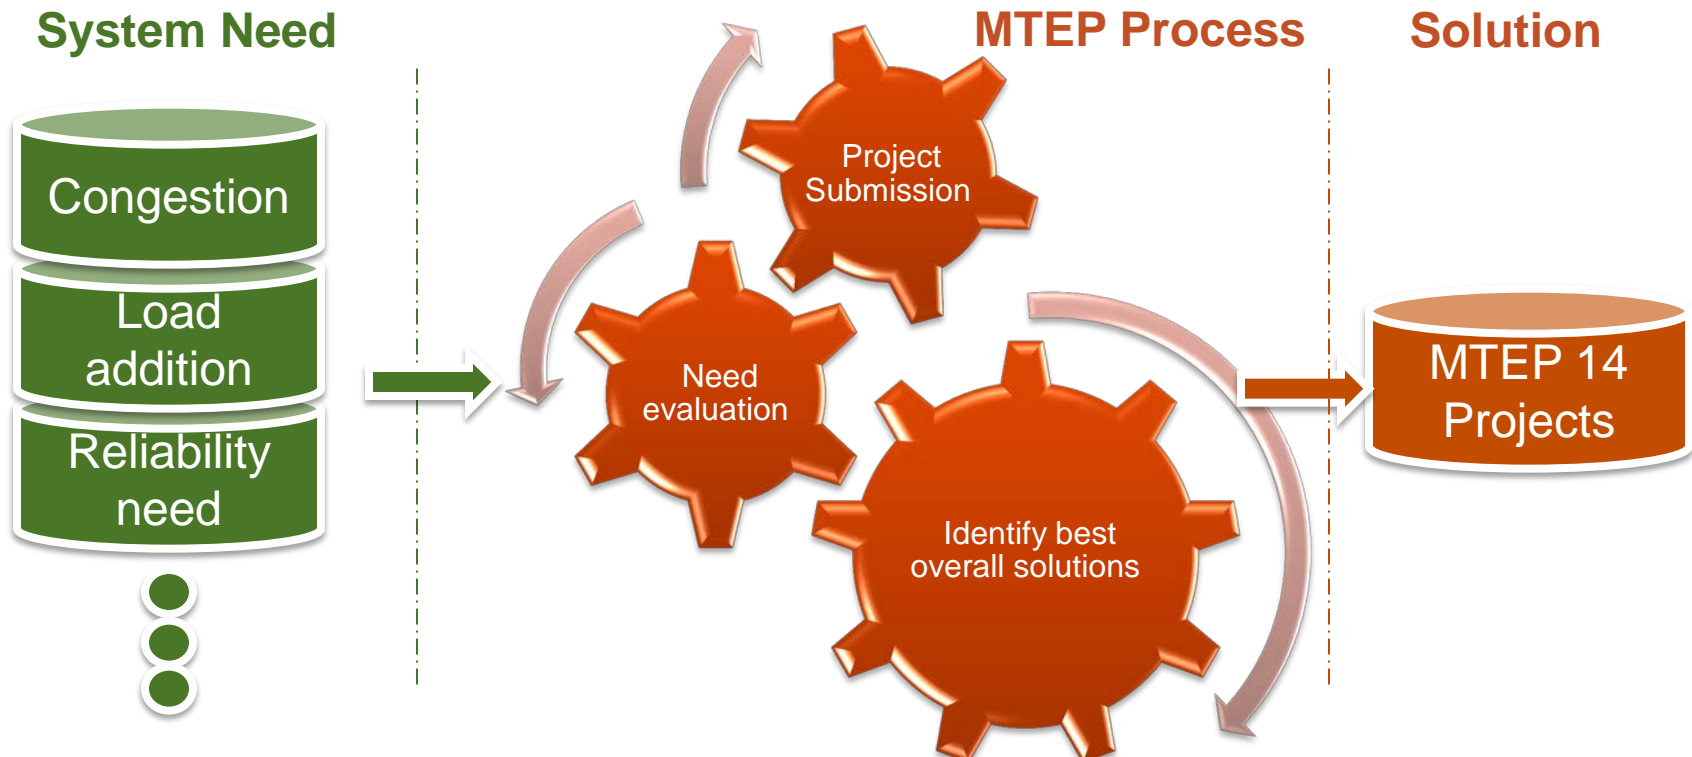 System Need
Congestion
Load
addition
Reliability
need
MTEP Process
Project
Submission
Need
evaluation
Identify best
overall solutions
Solution
MTEP 14
Projects